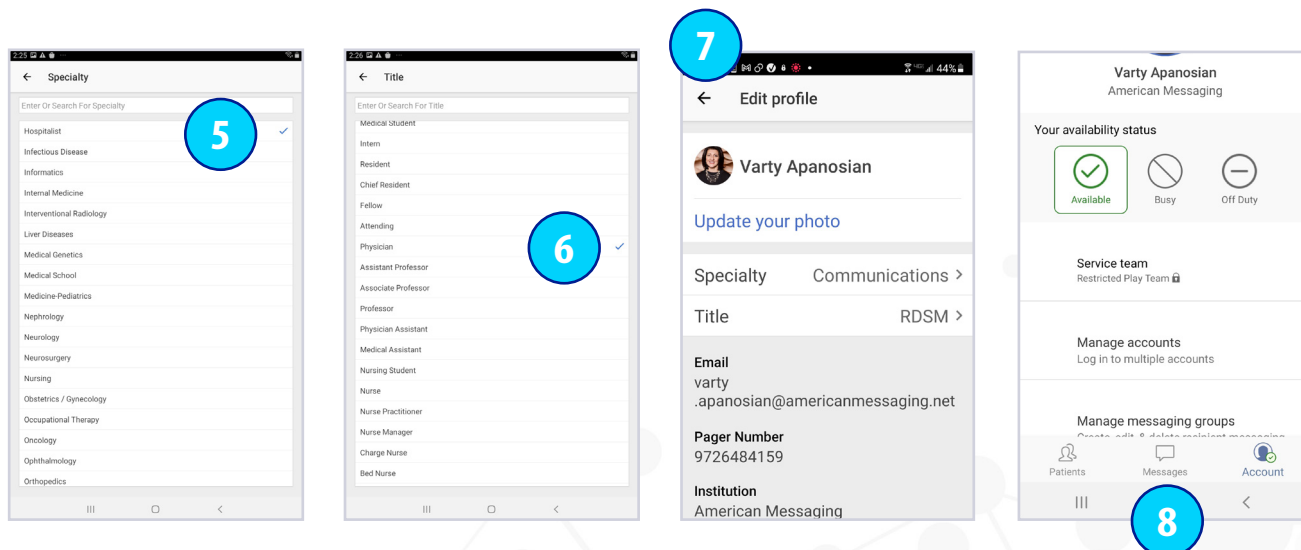 2:25
Specialty
Enter Or Search For Specialty
Hospitalist
Infectious Disease
Informatics
Internal Medicine
Interventional Radiology
Liver Diseases
Medical Genetics
Medical School
Medicine-Pediatrics
Nephrology
Neurology
Neurosurgery
Nursing
Obstetrics / Gynecology
Occupational Therapy
Oncology
Ophthalmology
Orthopedics
5
2:26
Title
Enter Or Search For Title
Medical Student
Intern
Resident
Chief Resident
Fellow
Attending
Physician
Assistant Professor
Associate Professor
Professor
Physician Assistant
Medical Assistant
Nursing Student
Nurse
Nurse Practitioner
Nurse Manager
Charge Nurse
Bed Nurse
6
7
44%
Edit profile
Varty Apanosian
Update your photo
Specialty Communications >
Title RDSM >
Email
varty
.apanosian@americanmessaging.net
Pager Number
9726484159
Institution
American Messaging
Varty Apanosian
American Messaging
Your availability status
Available Busy Off Duty
Service team
Restricted Play Team
Manage accounts
Log in to multiple accounts
Manage messaging groups
Create, edit, & delete recipient messaging
Patients Messages Account
8